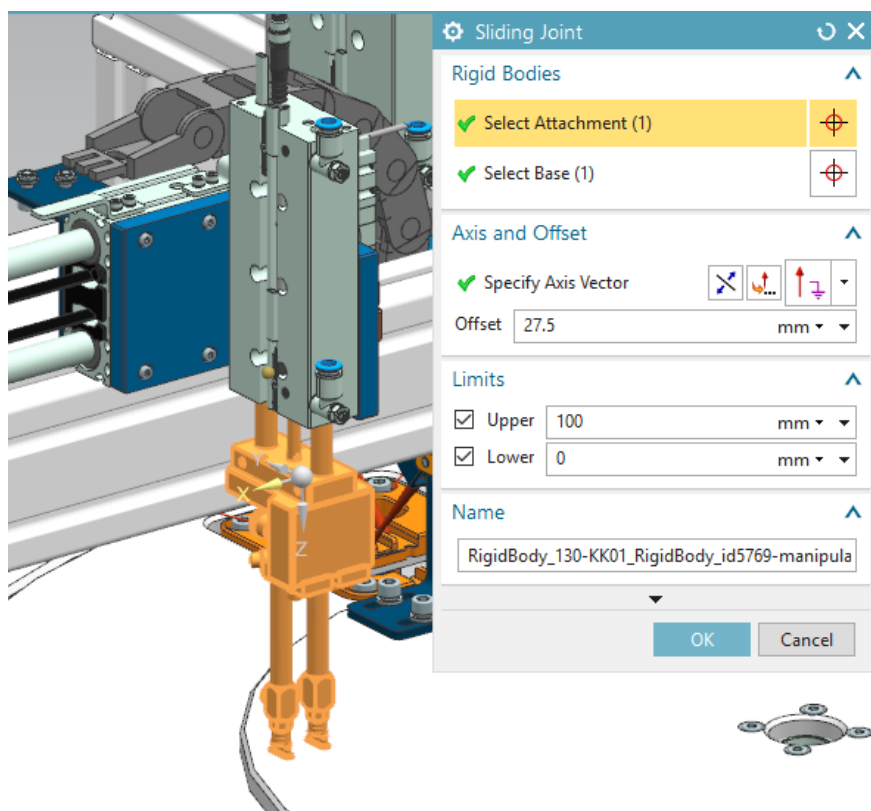 Sliding Joint
Rigid Bodies
Select Attachment (1)
Select Base (1)
Axis and Offset
Specify Axis Vector
Offset 27.5 mm
Limits
Upper 100 mm
Lower 0 mm
Name
RigidBody_130-KK01_RigidBody_id5769-manipula
OK Cancel
Y
X
Z